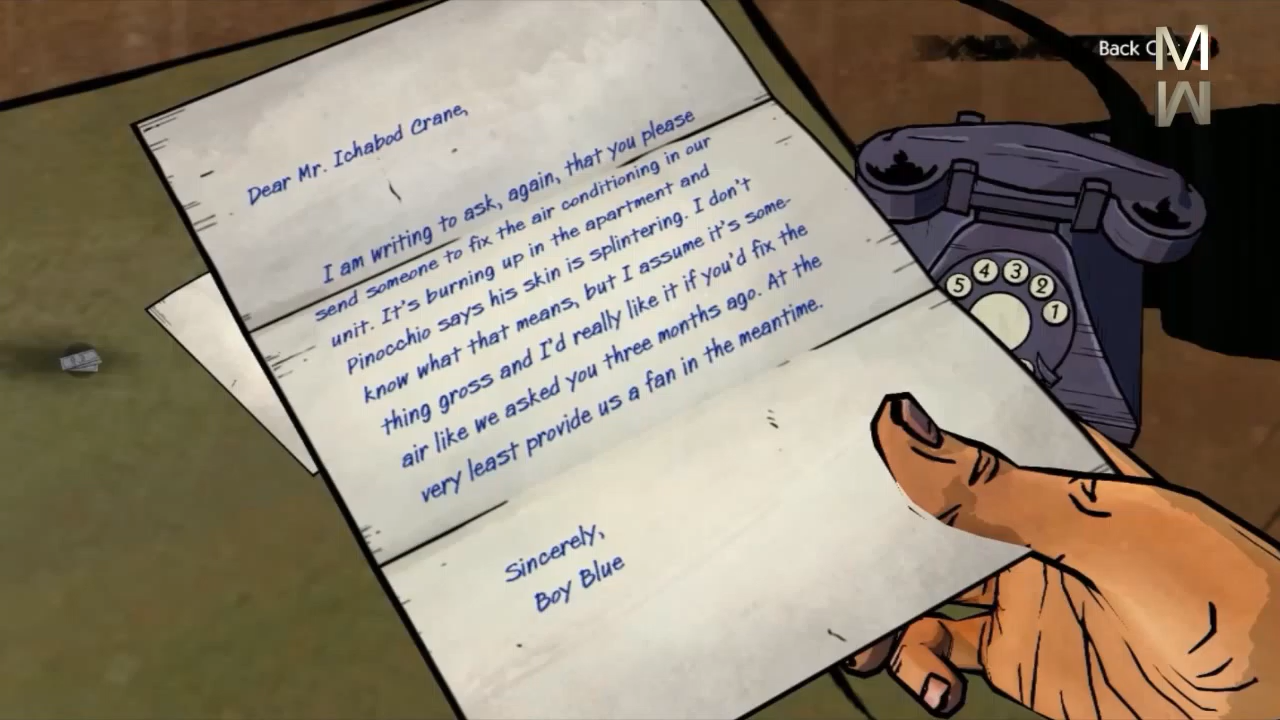 Back O
M
Dear Mr. Ichabod Crane,
I am writing to ask, again, that you please
send someone to fix the air conditioning in our
unit. It's burning up in the apartment and
Pinocchio says his skin is splintering. I don't
know what that means, but I assume it's some-
thing gross and I'd really like it if you'd fix the
air like we asked you three months ago. At the
very least provide us a fan in the meantime.
Sincerely,
Boy Blue
5 4 3 2 1